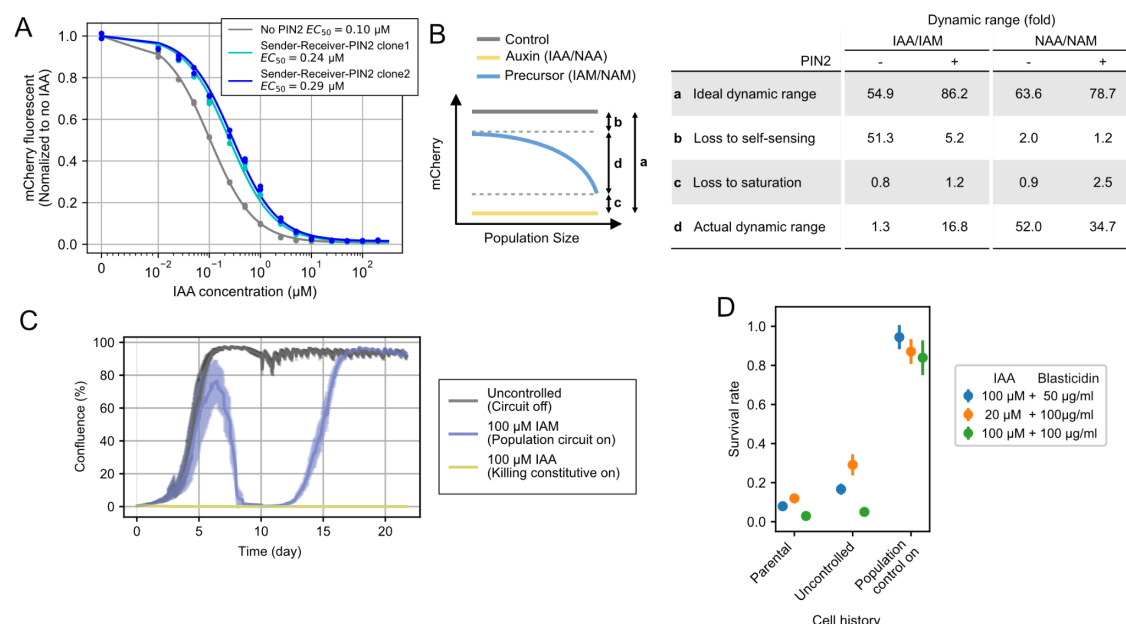 A
mCherry fluorescent
(Nomalized to no IAA)
1.0
0.8
0.6
0.4
0.2
0.0
0
10⁻²
10⁻¹
10⁰
10¹
10²
IAA concentration (µM)
No PIN2 EC₅₀ = 0.10 µM
Sender-Receiver-PIN2 clone1
EC₅₀ = 0.24 µM
Sender-Receiver-PIN2 clone2
EC₅₀ = 0.29 µM
B
Control
Auxin (IAA/NAA)
Precursor (IAM/NAM)
mCherry
b
d
a
c
Population Size
Dynamic range (fold)
IAA/IAM NAA/NAM
PIN2 - + - +
a Ideal dynamic range 54.9 86.2 63.6 78.7
b Loss to self-sensing 51.3 5.2 2.0 1.2
c Loss to saturation 0.8 1.2 0.9 2.5
d Actual dynamic range 1.3 16.8 52.0 34.7
C
Confluence (%)
100
80
60
40
20
0
0 5 10 15 20
Time (day)
Uncontrolled
(Circuit off)
100 µM IAM
(Population circuit on)
100 µM IAA
(Killing constitutive on)
D
Survival rate
1.0
0.8
0.6
0.4
0.2
0.0
Parental
Uncontrolled
Population
control on
Cell history
IAA Blasticidin
100 µM + 50 µg/ml
20 µM +100µg/ml
100 µM + 100 µg/ml